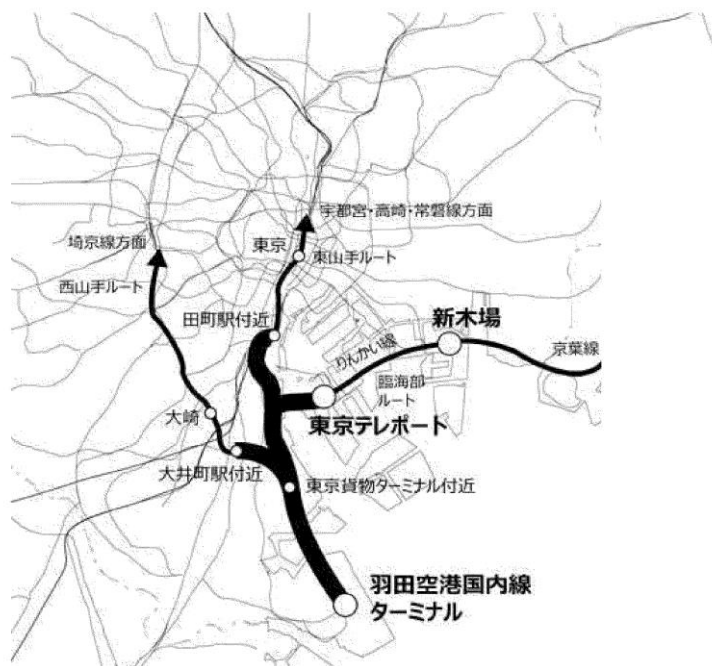 宇都宮・高崎・常磐線方面
埼京線方面
東京
東山手ルート
西山手ルート
田町駅付近
新木場
りんかい線
京葉線
臨海部
ルート
大崎
東京テレポート
大井町駅付近
東京貨物ターミナル付近
羽田空港国内線
ターミナル